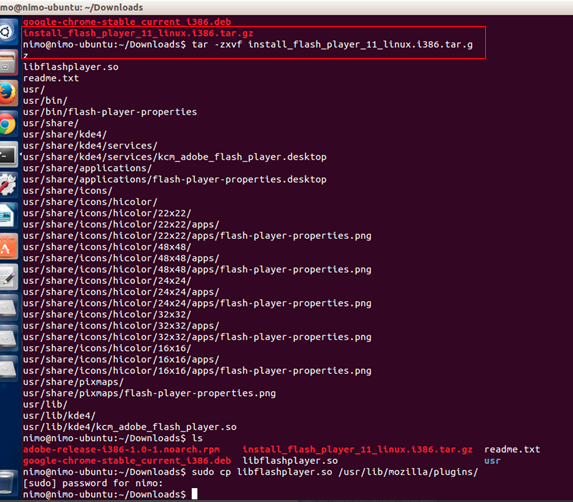 imo@nimo-ubuntu: ~/Downloads
google-chrome-stable_current_i386.deb
install_flash_player_11_linux.i386.tar.gz
nimo@nimo-ubuntu:~/Downloads$ tar -zxvf install_flash_player_11_linux.i386.tar.g
z
libflashplayer.so
readme.txt
usr/
usr/bin/
usr/bin/flash-player-properties
usr/share/
usr/share/kde4/
usr/share/kde4/services/
usr/share/kde4/services/kcm_adobe_flash_player.desktop
usr/share/applications/
usr/share/applications/flash-player-properties.desktop
usr/share/icons/
usr/share/icons/hicolor/
usr/share/icons/hicolor/22x22/
usr/share/icons/hicolor/22x22/apps/
usr/share/icons/hicolor/22x22/apps/flash-player-properties.png
usr/share/icons/hicolor/48x48/
usr/share/icons/hicolor/48x48/apps/
usr/share/icons/hicolor/48x48/apps/flash-player-properties.png
usr/share/icons/hicolor/24x24/
usr/share/icons/hicolor/24x24/apps/
usr/share/icons/hicolor/24x24/apps/flash-player-properties.png
usr/share/icons/hicolor/32x32/
usr/share/icons/hicolor/32x32/apps/
usr/share/icons/hicolor/32x32/apps/flash-player-properties.png
usr/share/icons/hicolor/16x16/
usr/share/icons/hicolor/16x16/apps/
usr/share/icons/hicolor/16x16/apps/flash-player-properties.png
usr/share/pixmaps/
usr/share/pixmaps/flash-player-properties.png
usr/lib/
usr/lib/kde4/
usr/lib/kde4/kcm_adobe_flash_player.so
nimo@nimo-ubuntu:~/Downloads$ ls
adobe-release-i386-1.0-1.noarch.rpm install_flash_player_11_linux.i386.tar.gz readme.txt
google-chrome-stable_current_i386.deb libflashplayer.so usr
nimo@nimo-ubuntu:~/Downloads$ sudo cp libflashplayer.so /usr/lib/mozilla/plugins/
[sudo] password for nimo:
nimo@nimo-ubuntu:~/Downloads$